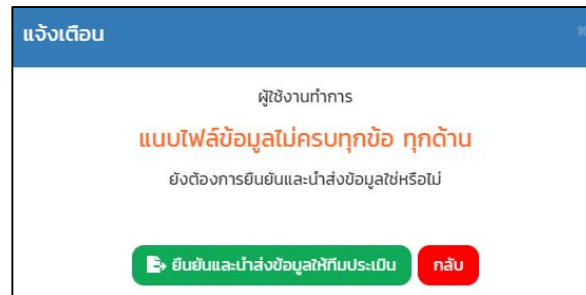 แจ้งเตือน
ผู้ใช้งานทำการ
แนบไฟล์ข้อมูลไม่ครบทุกข้อ ทุกด้าน
ยังต้องการยืนยันและนำส่งข้อมูลใช่หรือไม่
ยืนยันและนำส่งข้อมูลให้ทีมประเมิน กลับ